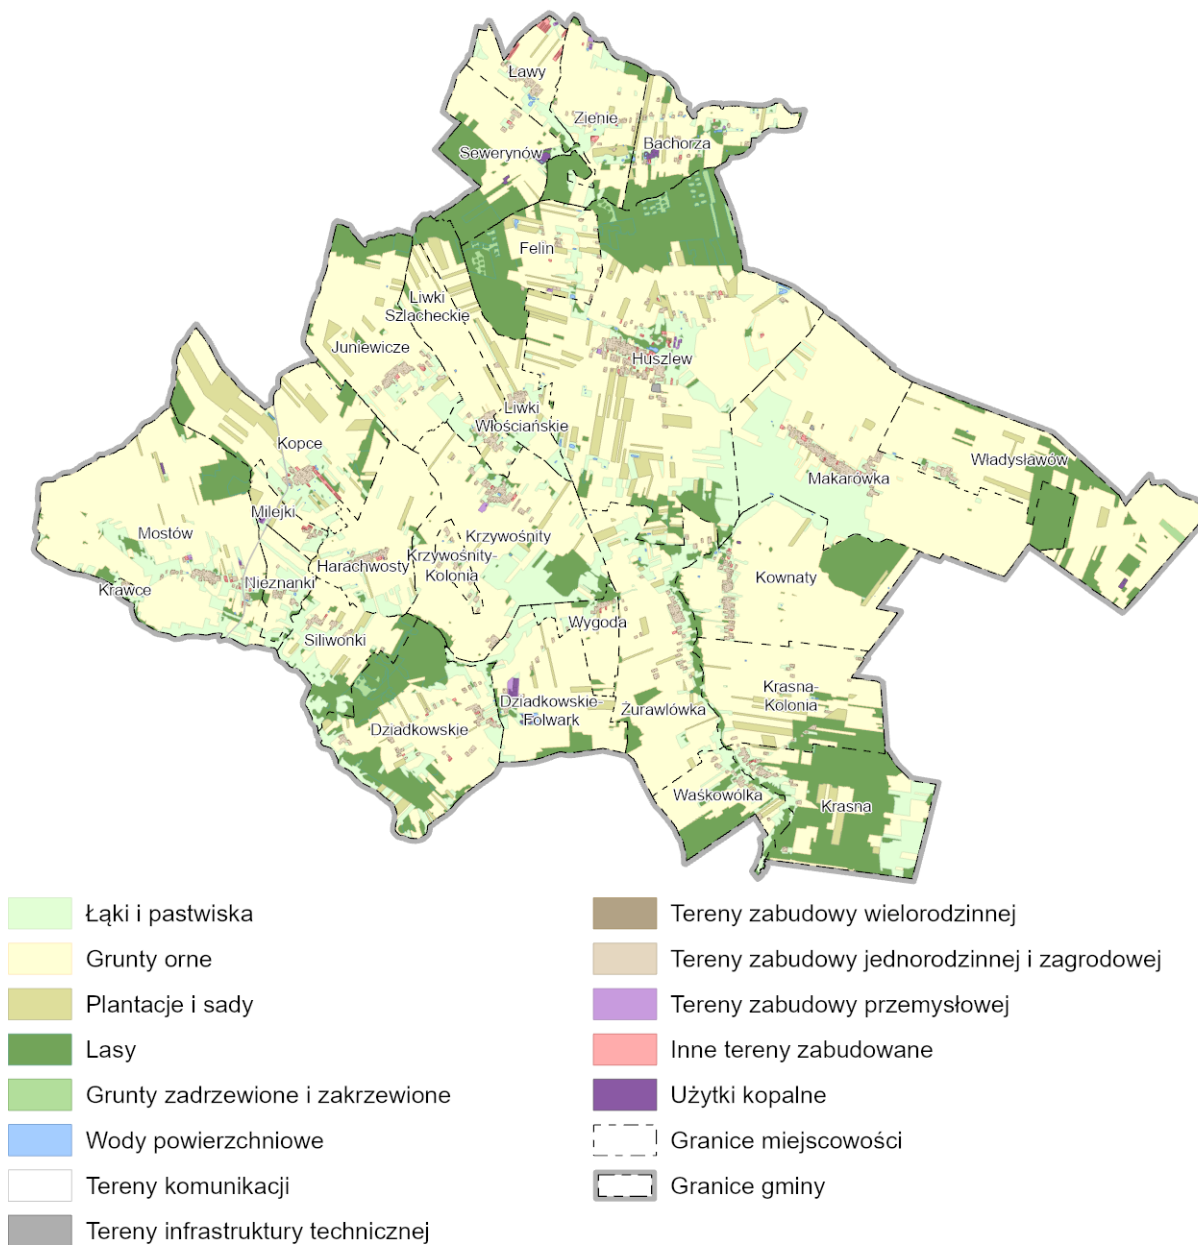 Ławy
Zienie
Bachorza
Sewerynów
Felin
Liwki
Szlacheckie
Juniewicze
Huszlew
Liwki
Włościańskie
Kopce
Władysławów
Makarówka
Milejki
Mostów
Krzywośnity
Krzywośnity-
Kolonia
Harachwosty
Nieznanki
Krawce
Kownaty
Siliwonki
Wygoda
Krasna-
Kolonia
Dziadkowskie-
Folwark
Żurawlówka
Dziadkowskie
Waśkowólka
Krasna
Łąki i pastwiska
Grunty orne
Plantacje i sady
Lasy
Grunty zadrzewione i zakrzewione
Wody powierzchniowe
Tereny komunikacji
Tereny infrastruktury technicznej
Tereny zabudowy wielorodzinnej
Tereny zabudowy jednorodzinnej i zagrodowej
Tereny zabudowy przemysłowej
Inne tereny zabudowane
Użytki kopalne
Granice miejscowości
Granice gminy